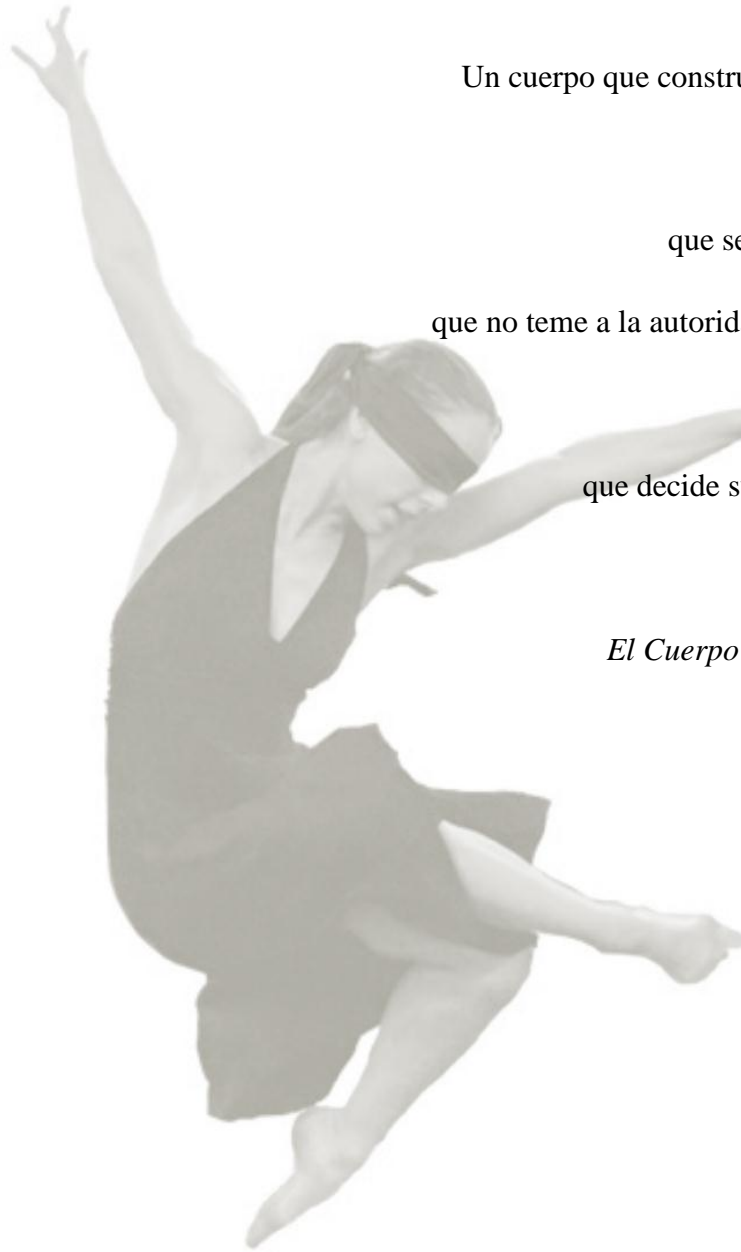 Un cuerpo que constru
que se
que no teme a la autorid
que decide s
El Cuerpo